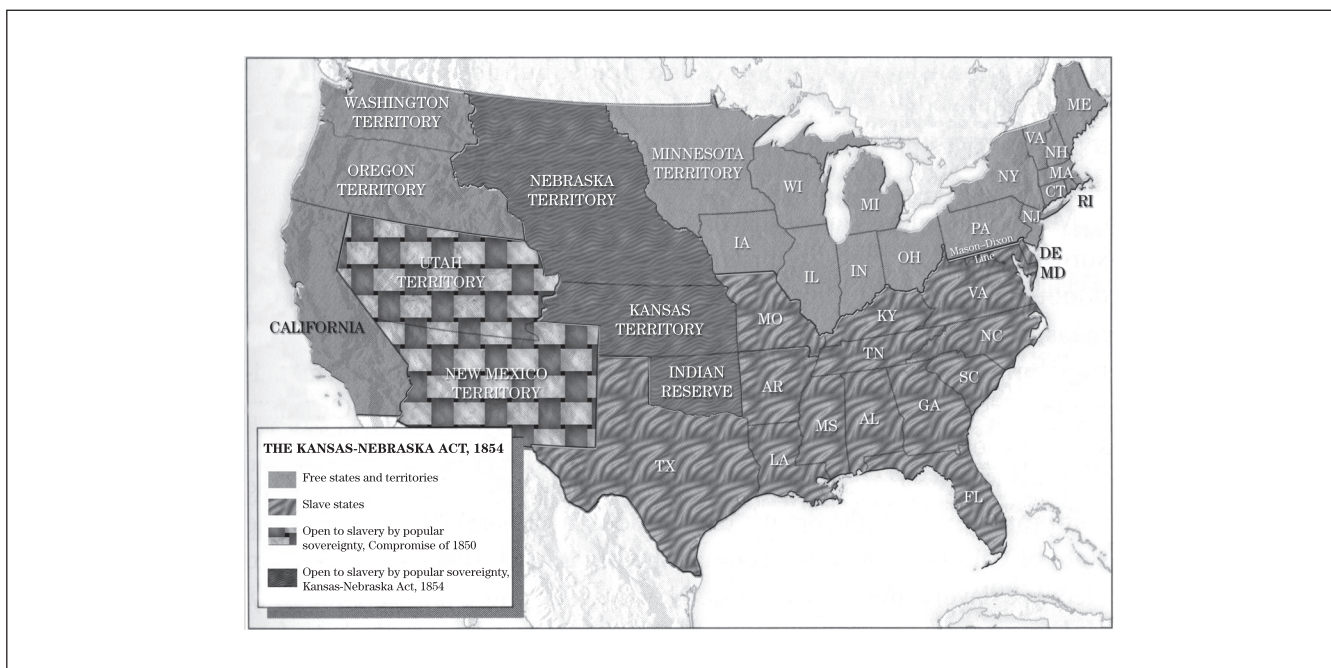 WASHINGTON
TERRITORY
OREGON
TERRITORY
CALIFORNIA
UTAH
TERRITORY
NEW MEXICO
TERRITORY
NEBRASKA
TERRITORY
KANSAS
TERRITORY
INDIAN
RESERVE
MINNESOTA
TERRITORY
WI
MI
IA
IL
IN
OH
PA
Mason–Dixon
Line
NY
ME
VA
NH
MA
CT
RI
NJ
DE
MD
MO
KY
VA
NC
TN
SC
AR
MS
AL
GA
LA
TX
FL
THE KANSAS-NEBRASKA ACT, 1854
Free states and territories
Slave states
Open to slavery by popular
sovereignty, Compromise of 1850
Open to slavery by popular sovereignty,
Kansas-Nebraska Act, 1854